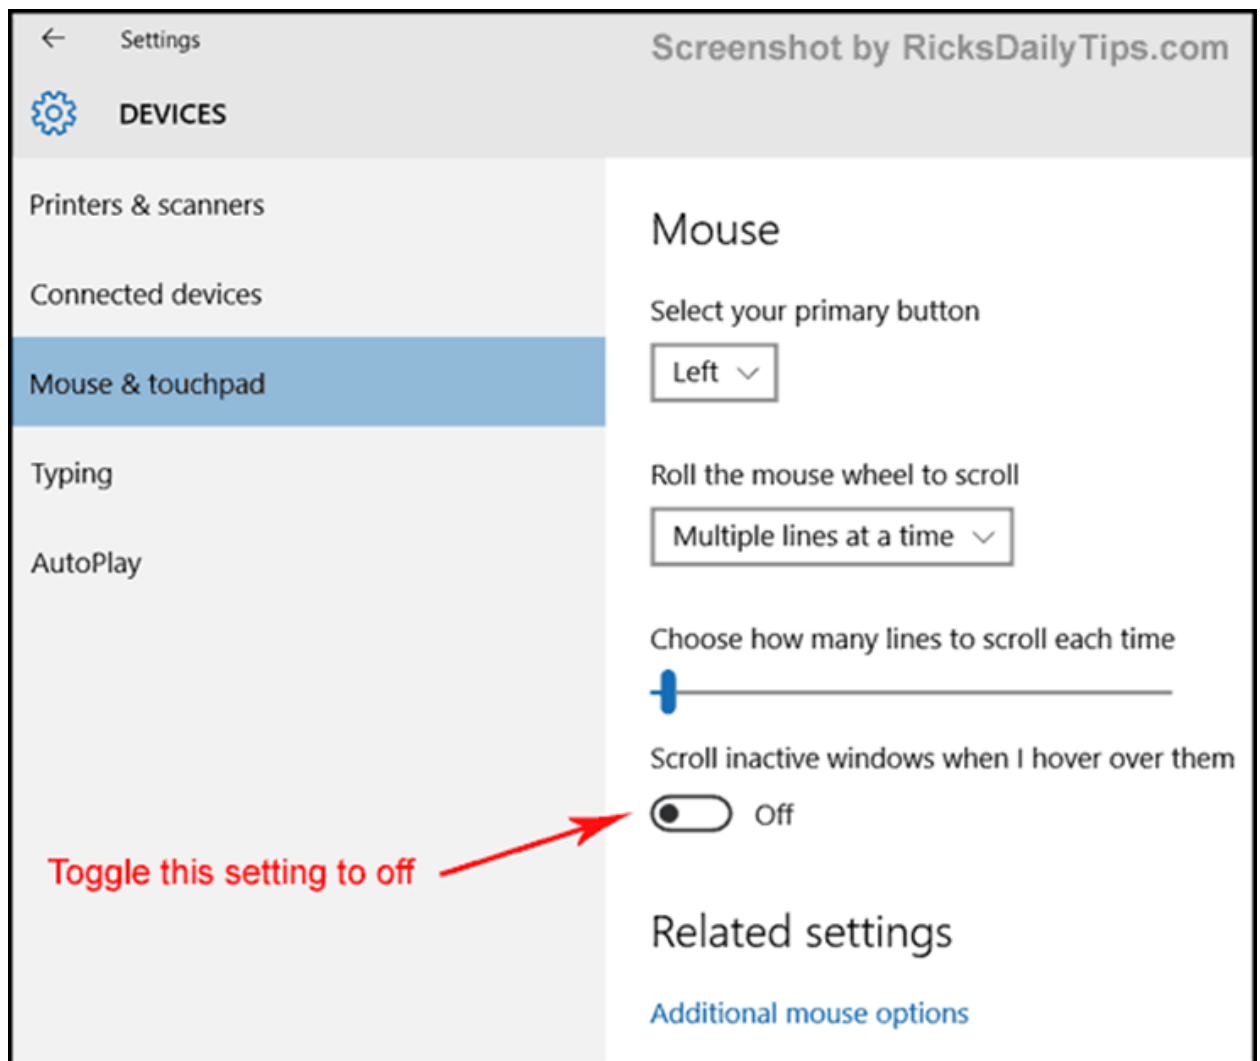 Settings
Screenshot by RicksDailyTips.com
DEVICES
Printers & scanners
Connected devices
Mouse & touchpad
Typing
AutoPlay
Mouse
Select your primary button
Left
Roll the mouse wheel to scroll
Multiple lines at a time
Choose how many lines to scroll each time
Scroll inactive windows when I hover over them
Off
Toggle this setting to off
Related settings
Additional mouse options